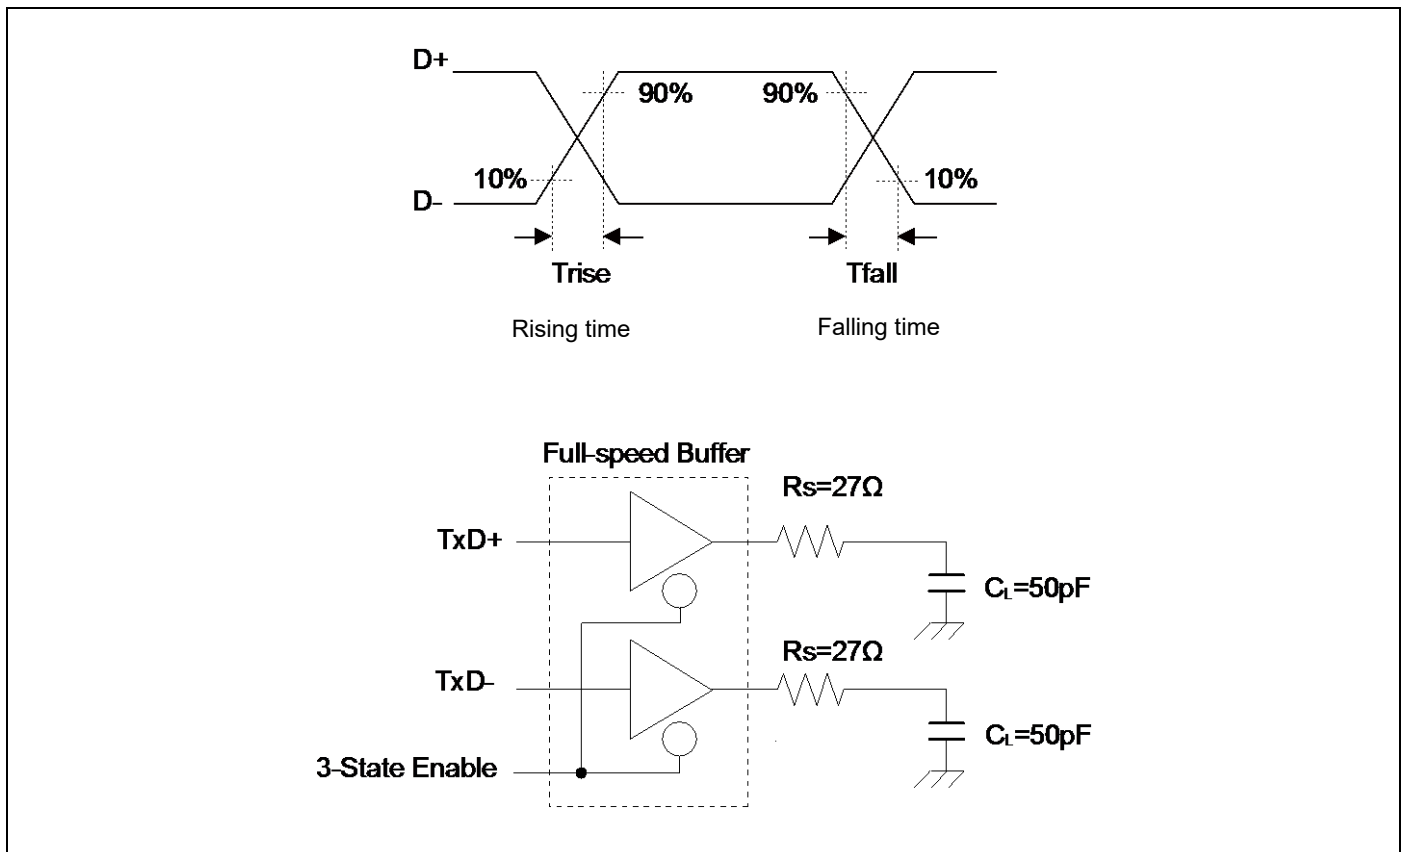 D+
90%
90%
10%
10%
D-
Trise
Tfall
Rising time
Falling time
Full-speed Buffer
Rs=27Ω
TxD+
CL=50pF
Rs=27Ω
TxD-
CL=50pF
3-State Enable